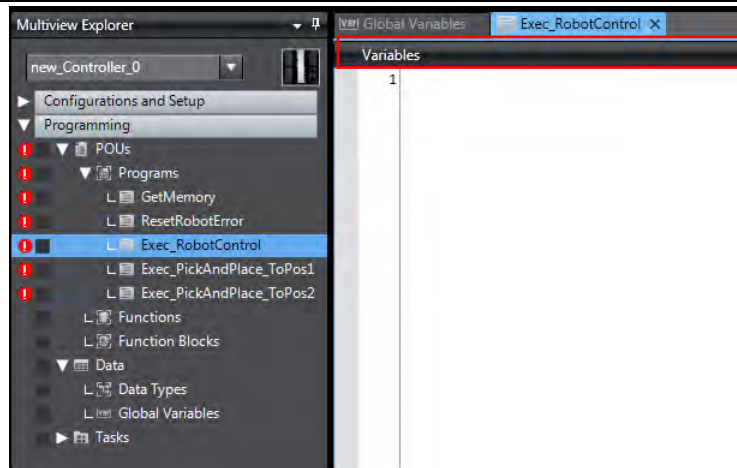 Multiview Explorer
new_Controller_0
Configurations and Setup
Programming
POUs
Programs
GetMemory
ResetRobotError
Exec_RobotControl
Exec_PickAndPlace_ToPos1
Exec_PickAndPlace_ToPos2
Functions
Function Blocks
Data
Data Types
Global Variables
Tasks
var Global Variables
Exec_RobotControl
Variables
1